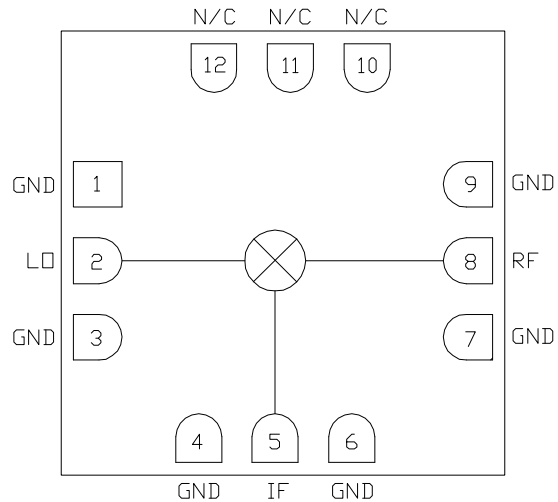 N/C N/C N/C
12 11 10
GND 1 9 GND
LO 2 8 RF
GND 3 7 GND
4 5 6
GND IF GND